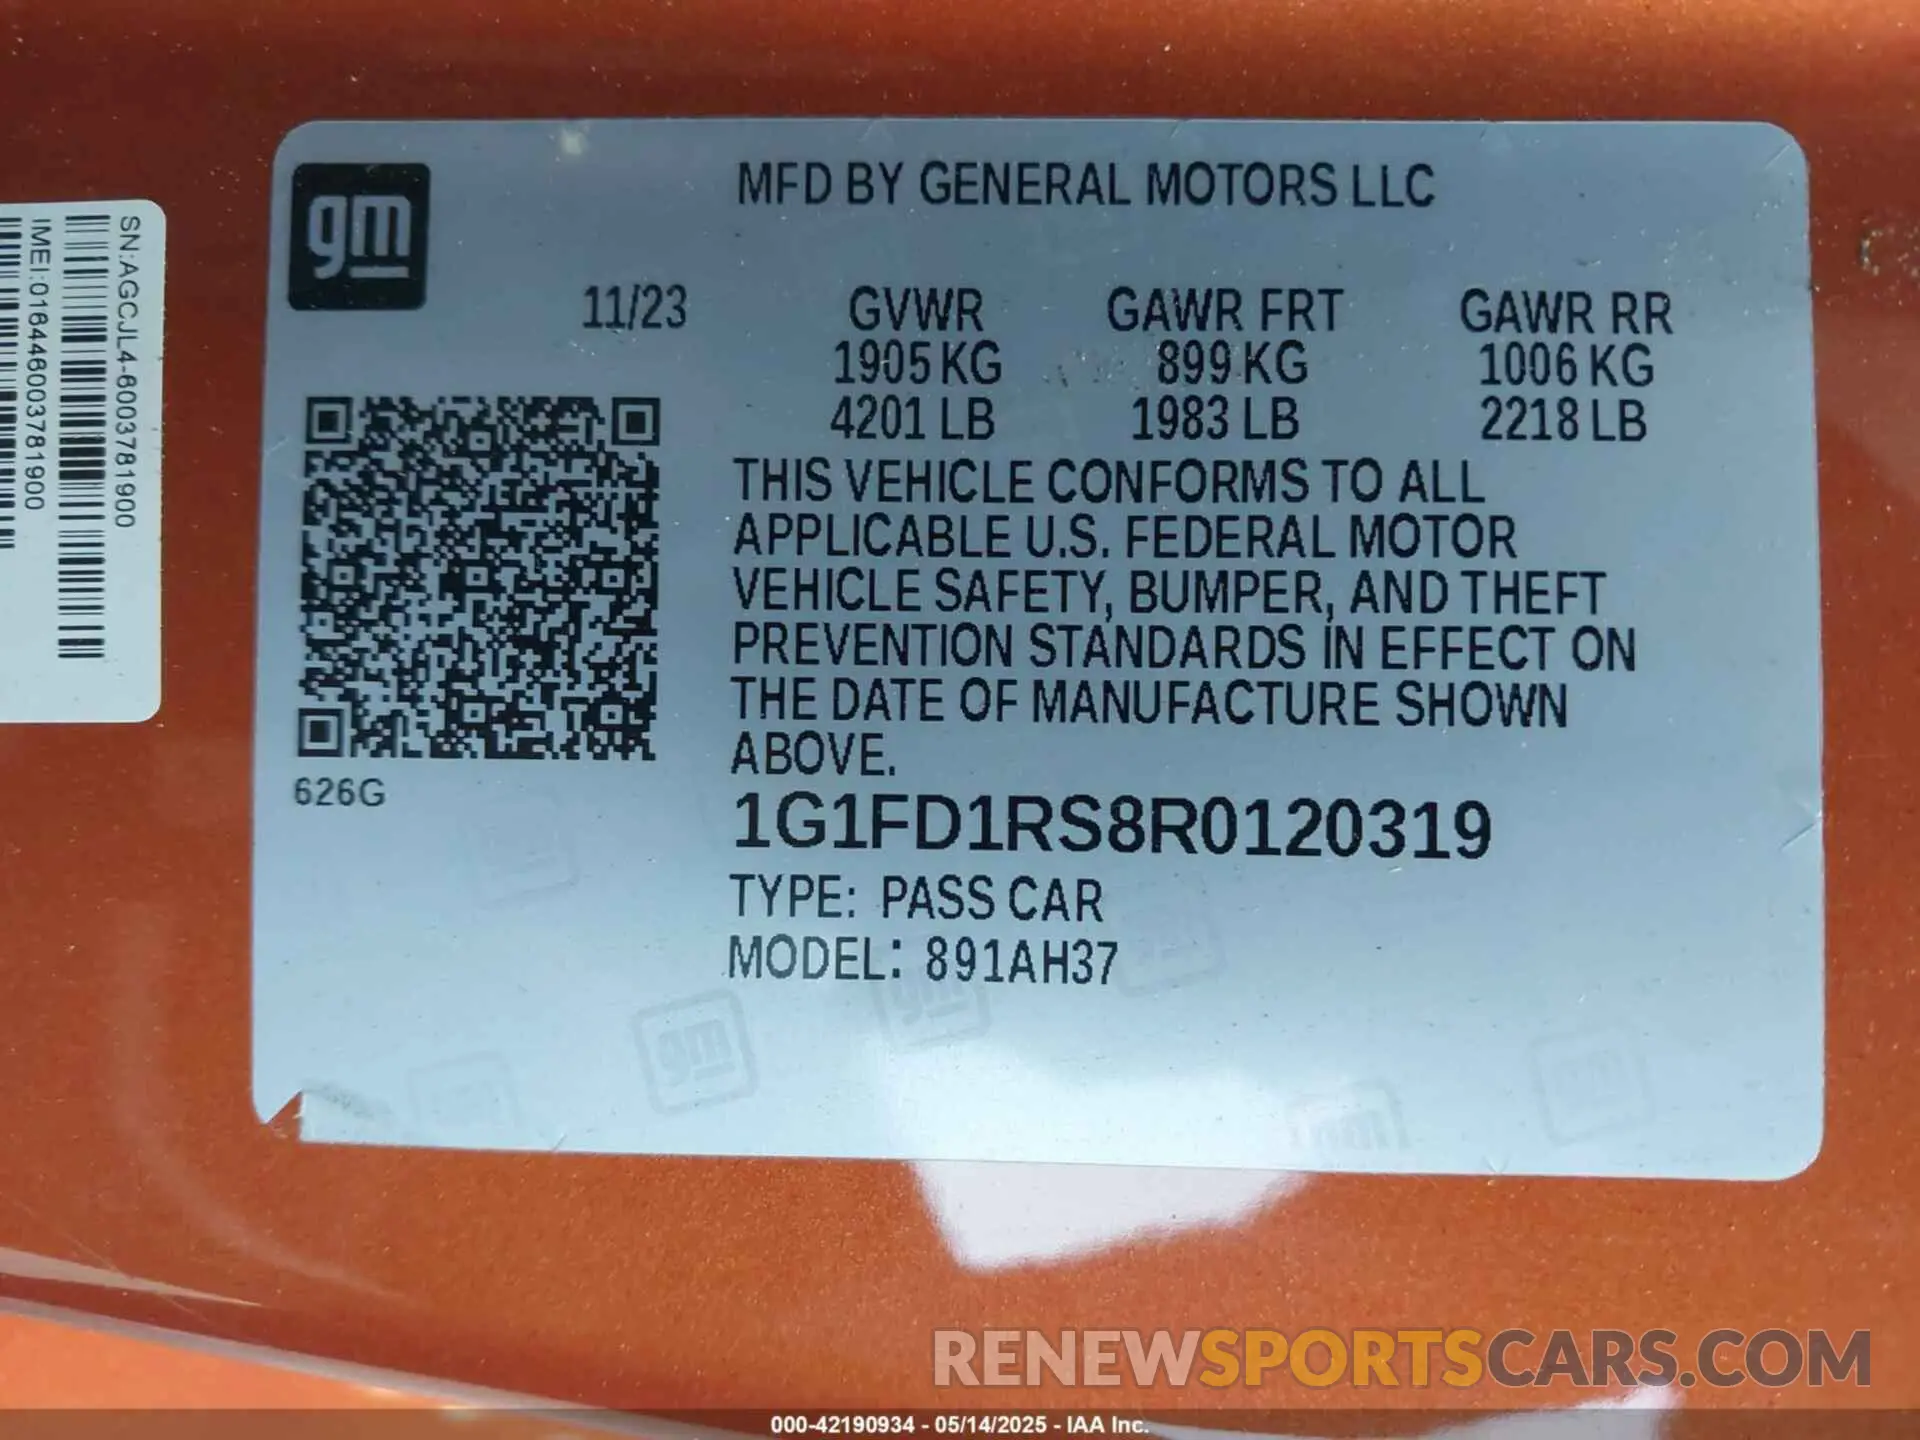 SN:AGCJL4-6003781900
IMEI:016446003781900
gm
MFD BY GENERAL MOTORS LLC
11/23
GVWR GAWR FRT GAWR RR
1905 KG 899 KG 1006 KG
4201 LB 1983 LB 2218 LB
THIS VEHICLE CONFORMS TO ALL
APPLICABLE U.S. FEDERAL MOTOR
VEHICLE SAFETY, BUMPER, AND THEFT
PREVENTION STANDARDS IN EFFECT ON
THE DATE OF MANUFACTURE SHOWN
ABOVE.
626G
1G1FD1RS8R0120319
TYPE: PASS CAR
MODEL: 891AH37
gm
gm
RENEWSPORTSCARS.COM
000-42190934 - 05/14/2025 - IAA Inc.